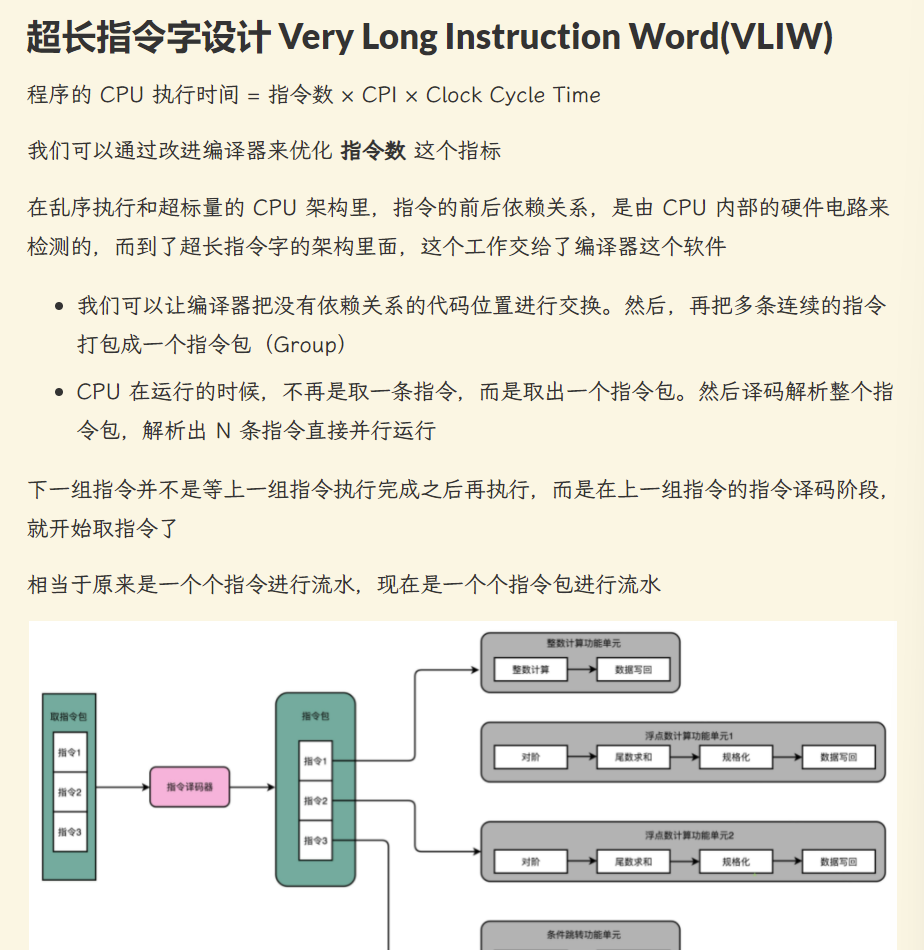 超长指令字设计 Very Long Instruction Word(VLIW)
程序的 CPU 执行时间 = 指令数 × CPI × Clock Cycle Time
我们可以通过改进编译器来优化 指令数 这个指标
在乱序执行和超标量的 CPU 架构里，指令的前后依赖关系，是由 CPU 内部的硬件电路来
检测的，而到了超长指令字的架构里面，这个工作交给了编译器这个软件
• 我们可以让编译器把没有依赖关系的代码位置进行交换。然后，再把多条连续的指令
打包成一个指令包（Group）
• CPU 在运行的时候，不再是取一条指令，而是取出一个指令包。然后译码解析整个指
令包，解析出 N 条指令直接并行运行
下一组指令并不是等上一组指令执行完成之后再执行，而是在上一组指令的指令译码阶段，
就开始取指令了
相当于原来是一个个指令进行流水，现在是一个个指令包进行流水
取指令包
指令1
指令2
指令3
指令译码器
指令包
指令1
指令2
指令3
整数计算功能单元
整数计算
数据写回
浮点数计算功能单元1
对阶
尾数求和
规格化
数据写回
浮点数计算功能单元2
对阶
尾数求和
规格化
数据写回
条件跳转功能单元